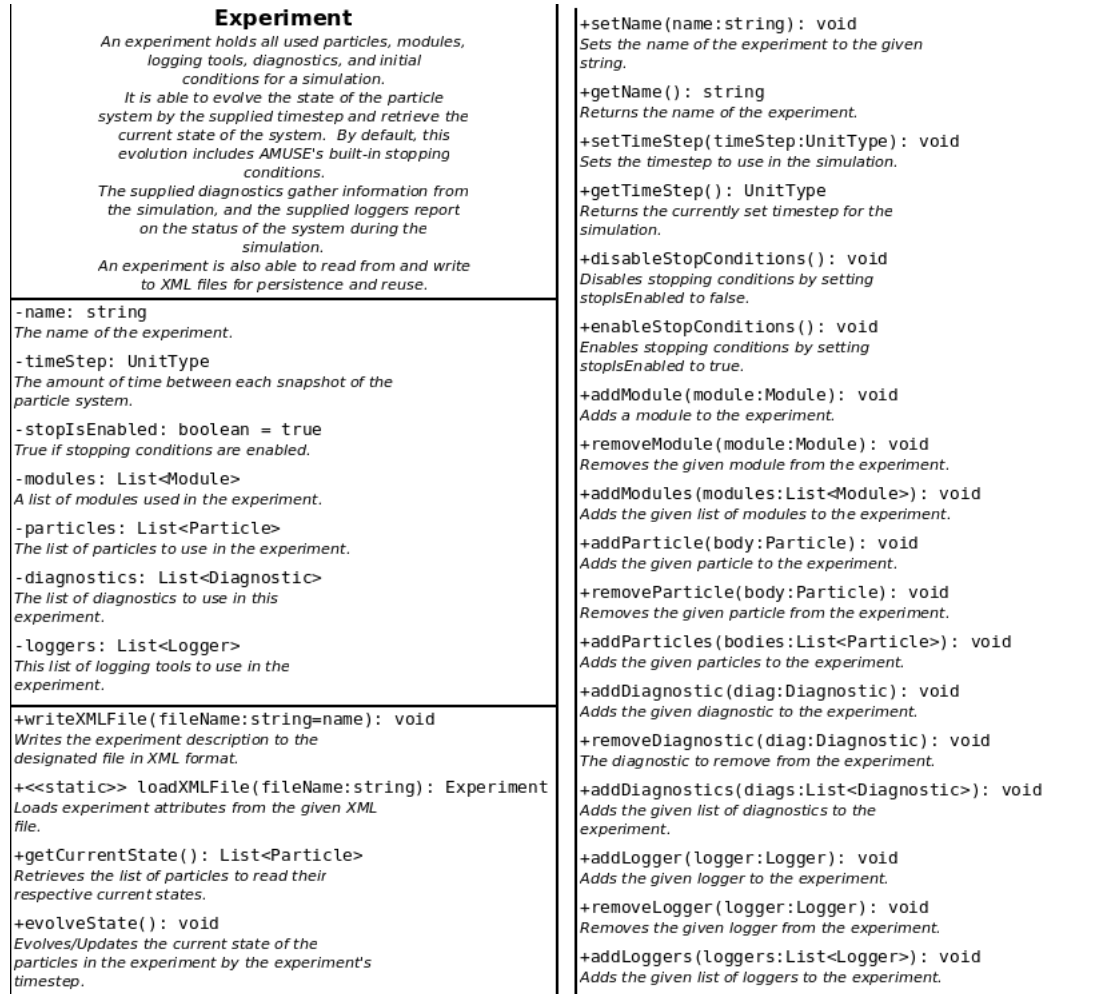 Experiment
An experiment holds all used particles, modules,
logging tools, diagnostics, and initial
conditions for a simulation.
It is able to evolve the state of the particle
system by the supplied timestep and retrieve the
current state of the system.  By default, this
evolution includes AMUSE's built-in stopping
conditions.
The supplied diagnostics gather information from
the simulation, and the supplied loggers report
on the status of the system during the
simulation.
An experiment is also able to read from and write
to XML files for persistence and reuse.
-name: string
The name of the experiment.
-timeStep: UnitType
The amount of time between each snapshot of the
particle system.
-stopIsEnabled: boolean = true
True if stopping conditions are enabled.
-modules: List<Module>
A list of modules used in the experiment.
-particles: List<Particle>
The list of particles to use in the experiment.
-diagnostics: List<Diagnostic>
The list of diagnostics to use in this
experiment.
-loggers: List<Logger>
This list of logging tools to use in the
experiment.
+writeXMLFile(fileName:string=name): void
Writes the experiment description to the
designated file in XML format.
+<<static>> loadXMLFile(fileName:string): Experiment
Loads experiment attributes from the given XML
file.
+getCurrentState(): List<Particle>
Retrieves the list of particles to read their
respective current states.
+evolveState(): void
Evolves/Updates the current state of the
particles in the experiment by the experiment's
timestep.
+setName(name:string): void
Sets the name of the experiment to the given
string.
+getName(): string
Returns the name of the experiment.
+setTimeStep(timeStep:UnitType): void
Sets the timestep to use in the simulation.
+getTimeStep(): UnitType
Returns the currently set timestep for the
simulation.
+disableStopConditions(): void
Disables stopping conditions by setting
stopIsEnabled to false.
+enableStopConditions(): void
Enables stopping conditions by setting
stopIsEnabled to true.
+addModule(module:Module): void
Adds a module to the experiment.
+removeModule(module:Module): void
Removes the given module from the experiment.
+addModules(modules:List<Module>): void
Adds the given list of modules to the experiment.
+addParticle(body:Particle): void
Adds the given particle to the experiment.
+removeParticle(body:Particle): void
Removes the given particle from the experiment.
+addParticles(bodies:List<Particle>): void
Adds the given particles to the experiment.
+addDiagnostic(diag:Diagnostic): void
Adds the given diagnostic to the experiment.
+removeDiagnostic(diag:Diagnostic): void
The diagnostic to remove from the experiment.
+addDiagnostics(diags:List<Diagnostic>): void
Adds the given list of diagnostics to the
experiment.
+addLogger(logger:Logger): void
Adds the given logger to the experiment.
+removeLogger(logger:Logger): void
Removes the given logger from the experiment.
+addLoggers(loggers:List<Logger>): void
Adds the given list of loggers to the experiment.